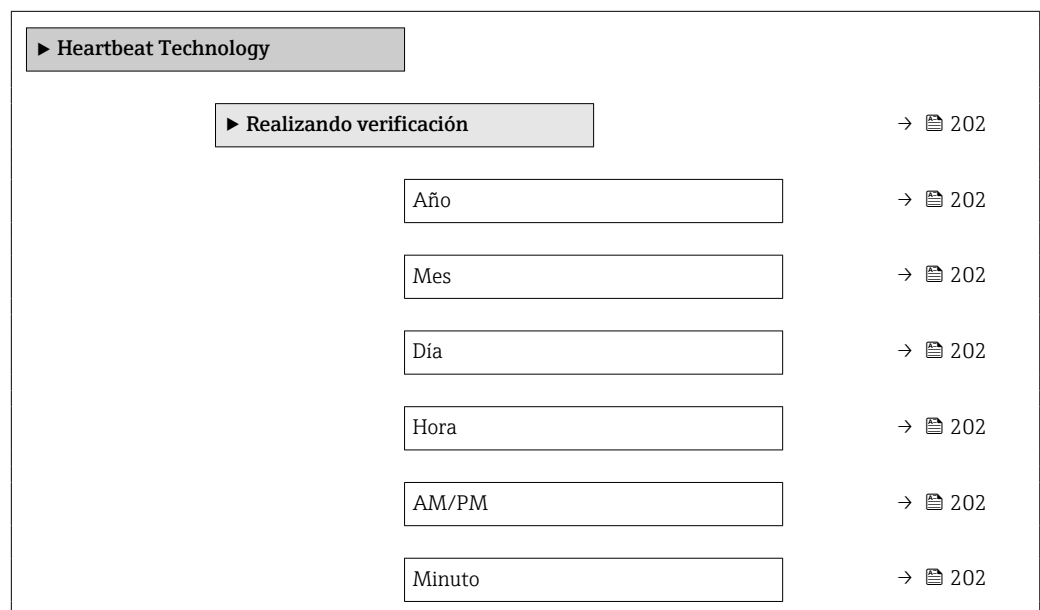 ▶ Heartbeat Technology
▶ Realizando verificación → 202
Año → 202
Mes → 202
Día → 202
Hora → 202
AM/PM → 202
Minuto → 202